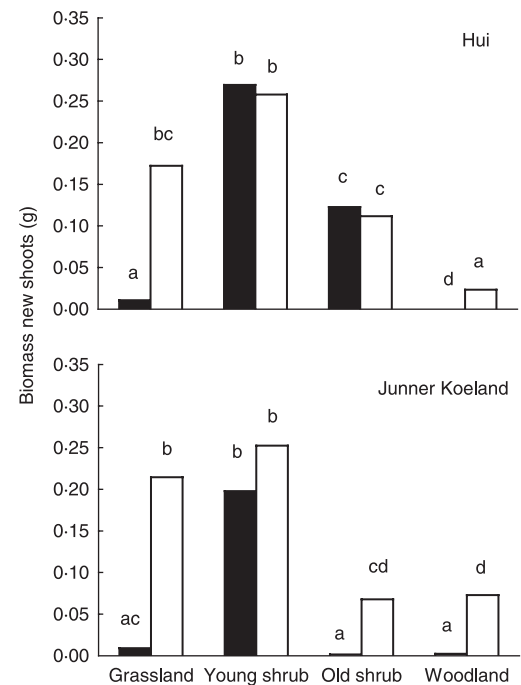 Biomass new shoots (g)
Hui
0·35
0·30
0·25
0·20
0·15
0·10
0·05
0·00
a
bc
b
b
c
c
d
a
Junner Koeland
0·35
0·30
0·25
0·20
0·15
0·10
0·05
0·00
ac
b
b
b
a
cd
a
d
Grassland Young shrub Old shrub Woodland